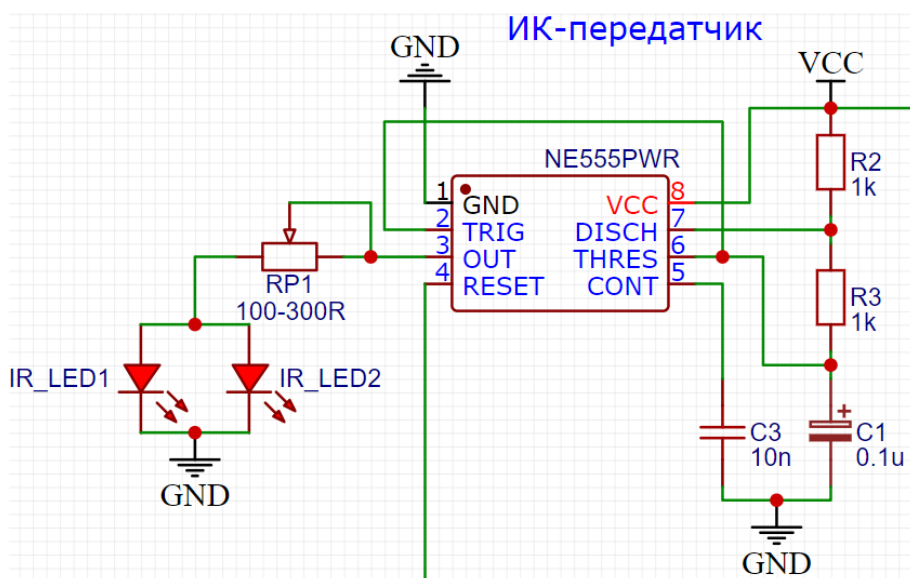 ИК-передатчик
GND
VCC
NE555PWR
R2
1k
1
GND
VCC
8
2
TRIG
DISCH
7
3
OUT
THRES
6
4
RESET
CONT
5
RP1
100-300R
R3
1k
IR_LED1
IR_LED2
C3
10n
+
C1
0.1u
GND
GND